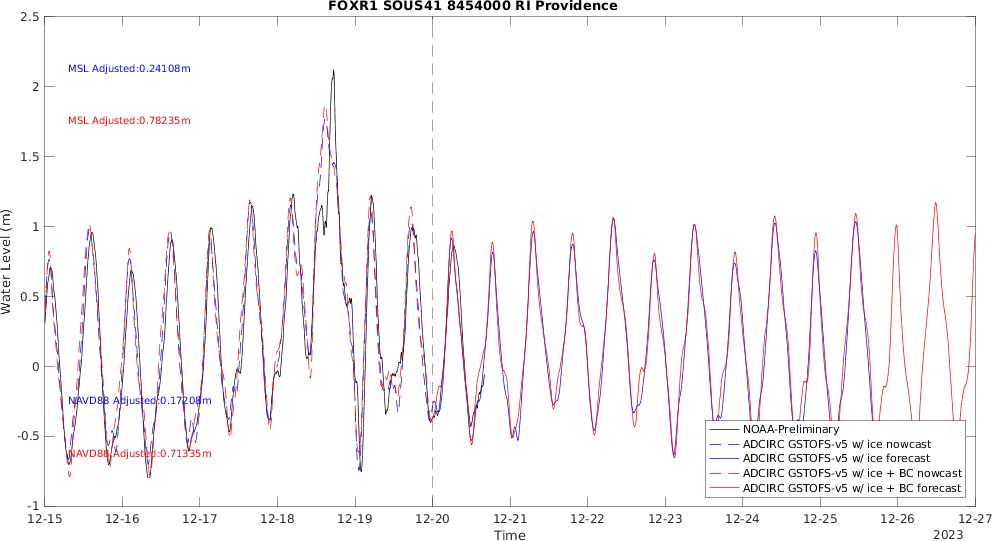 FOXR1 SOUS41 8454000 RI Providence
2.5
2
1.5
1
0.5
0
-0.5
-1
Water Level (m)
MSL Adjusted:0.24108m
MSL Adjusted:0.78235m
NAVD88 Adjusted:0.17208m
NAVD88 Adjusted:0.71335m
NOAA-Preliminary
ADCIRC GSTOFS-v5 w/ ice nowcast
ADCIRC GSTOFS-v5 w/ ice forecast
ADCIRC GSTOFS-v5 w/ ice + BC nowcast
ADCIRC GSTOFS-v5 w/ ice + BC forecast
12-15 12-16 12-17 12-18 12-19 12-20 12-21 12-22 12-23 12-24 12-25 12-26 12-27
Time
2023